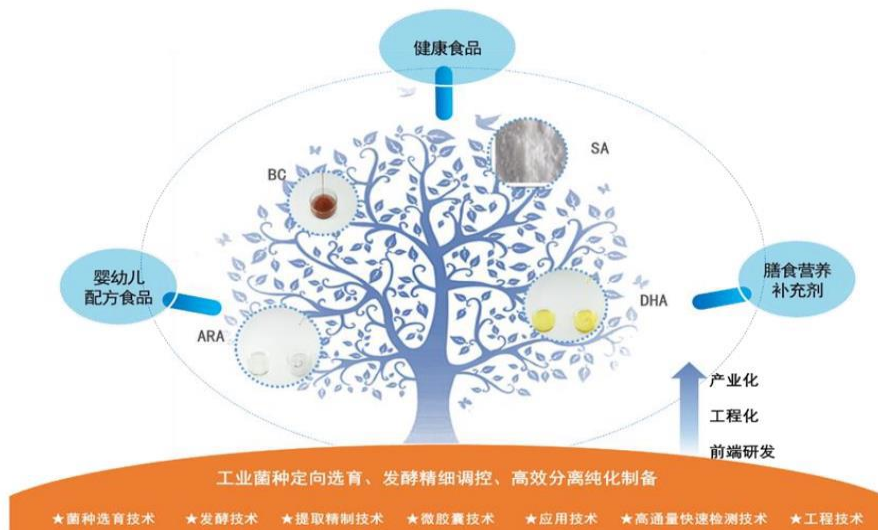 健康食品
SA
BC
婴幼儿
配方食品
膳食营养
补充剂
DHA
ARA
产业化
工程化
前端研发
工业菌种定向选育、发酵精细调控、高效分离纯化制备
★菌种选育技术 ★发酵技术 ★提取精制技术 ★微胶囊技术 ★应用技术 ★高通量快速检测技术 ★工程技术